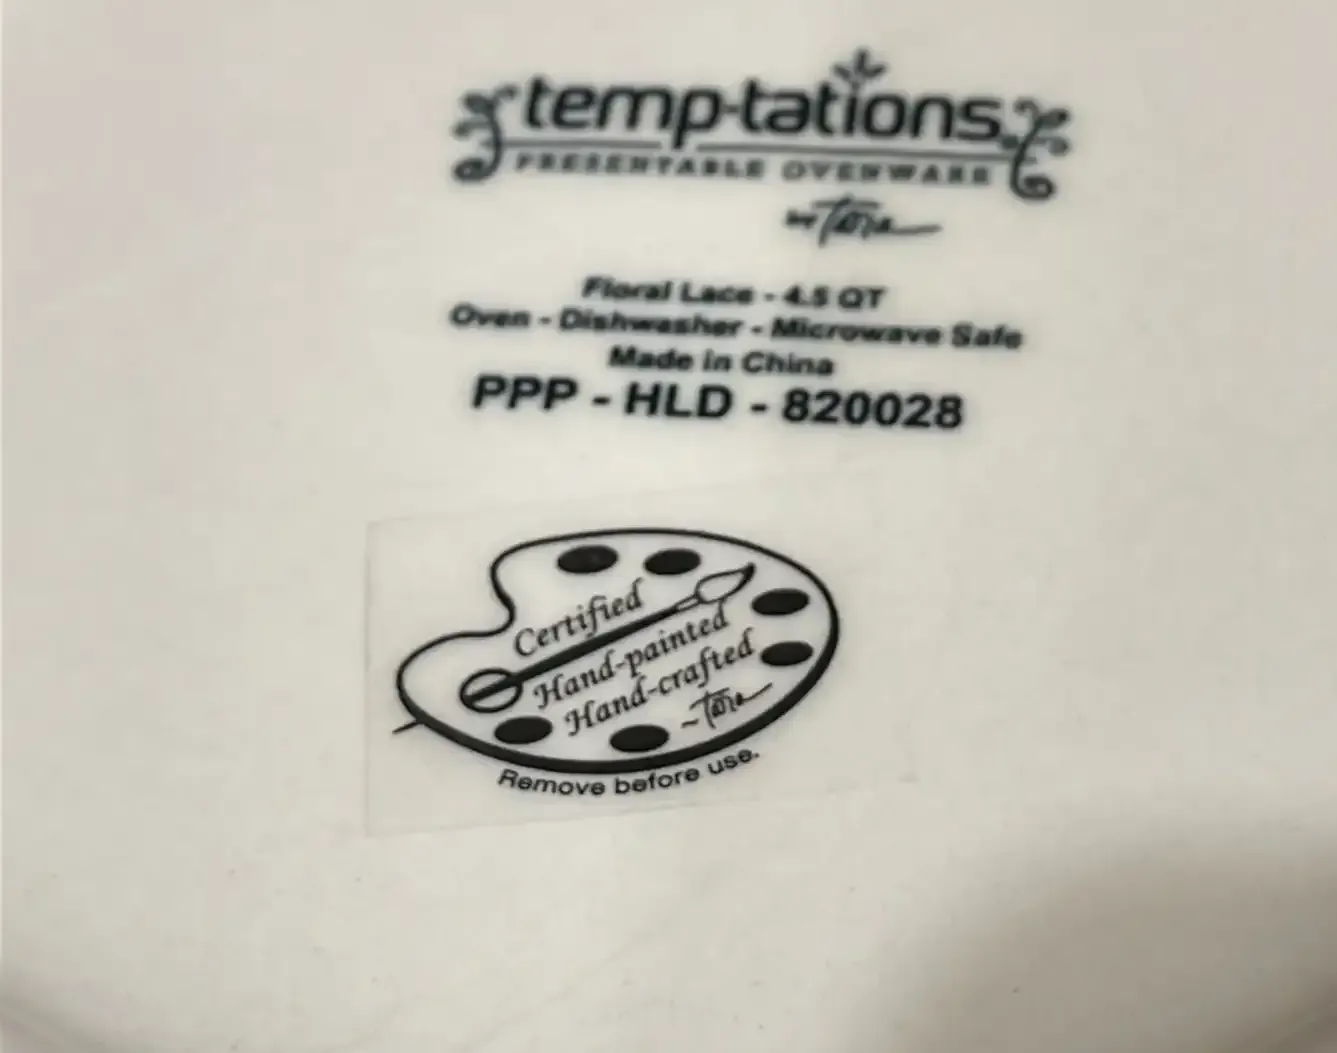 temp-tations
PRESENTABLE OVENWARE
by Tara
Floral Lace - 4.5 QT
Oven - Dishwasher - Microwave Safe
Made in China
PPP - HLD - 820028
Certified
Hand-painted
Hand-crafted
~Tara
Remove before use.